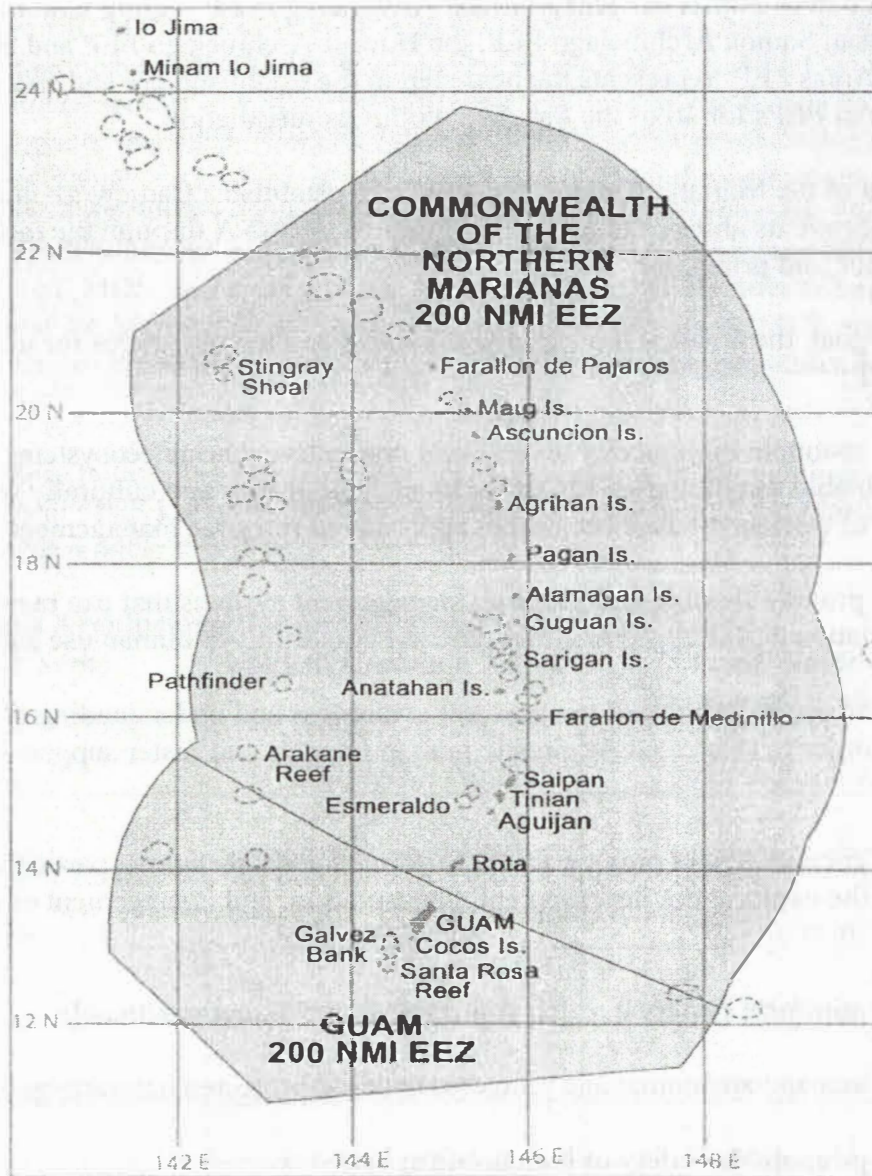 Io Jima
Minam Io Jima
24 N
COMMONWEALTH
OF THE
NORTHERN
MARIANAS
200 NMI EEZ
22 N
Stingray
Shoal
Farallon de Pajaros
20 N
Maug Is.
Ascuncion Is.
Agrihan Is.
18 N
Pagan Is.
Alamagan Is.
Guguan Is.
Sarigan Is.
Pathfinder
Anatahan Is.
16 N
Farallon de Medinillo
Arakane
Reef
Saipan
Esmeraldo
Tinian
Aguijan
14 N
Rota
GUAM
Galvez
Bank
Cocos Is.
Santa Rosa
Reef
12 N
GUAM
200 NMI EEZ
142 E
144 E
146 E
148 E